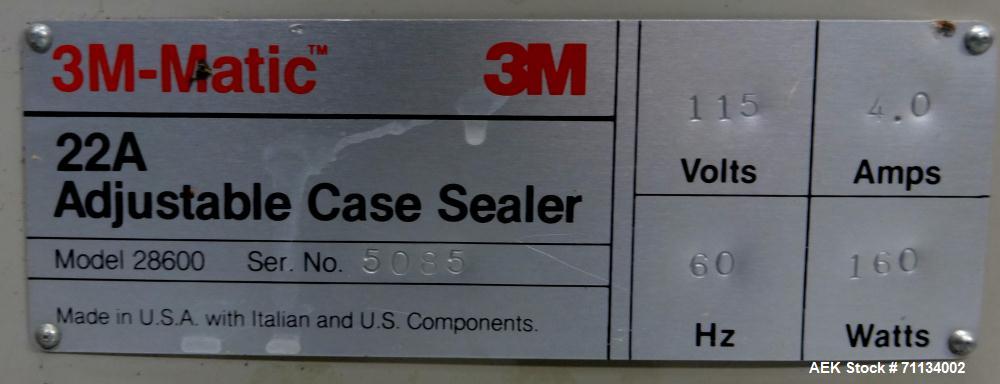 3M-Matic™ 3M
22A
Adjustable Case Sealer
Model 28600 Ser. No. 5085
Made in U.S.A. with Italian and U.S. Components.
115
Volts
4.0
Amps
60
Hz
160
Watts
AEK Stock # 71134002